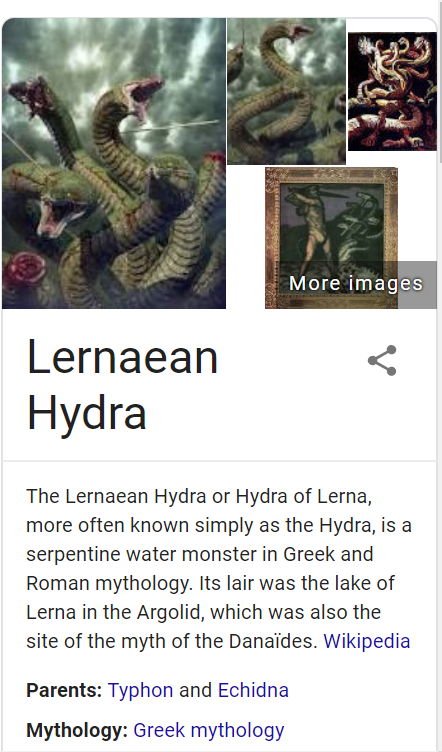 More images
Lernaean
Hydra
The Lernaean Hydra or Hydra of Lerna,
more often known simply as the Hydra, is a
serpentine water monster in Greek and
Roman mythology. Its lair was the lake of
Lerna in the Argolid, which was also the
site of the myth of the Danaïdes. Wikipedia
Parents: Typhon and Echidna
Mythology: Greek mythology